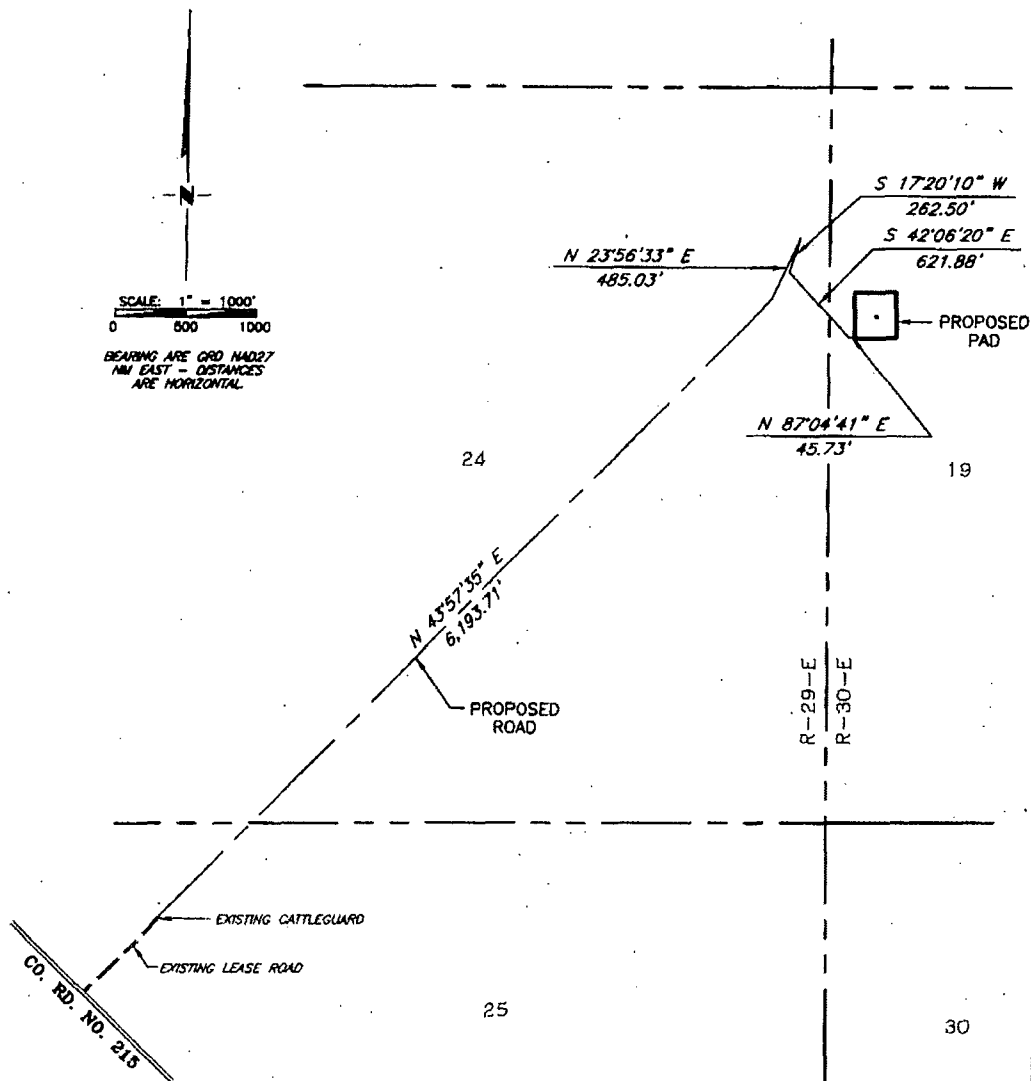 N
SCALE: 1" = 1000'
0 500 1000
BEARING ARE GRD NAD27
NM EAST - DISTANCES
ARE HORIZONTAL.
S 17°20'10" W
262.50'
S 42°06'20" E
621.88'
N 23°56'33" E
485.03'
PROPOSED
PAD
N 87°04'41" E
45.73'
24
19
N 43°57'35" E
6,193.71'
PROPOSED
ROAD
R-29-E
R-30-E
EXISTING CATTLEGUARD
EXISTING LEASE ROAD
CO. RD. NO. 215
25
30